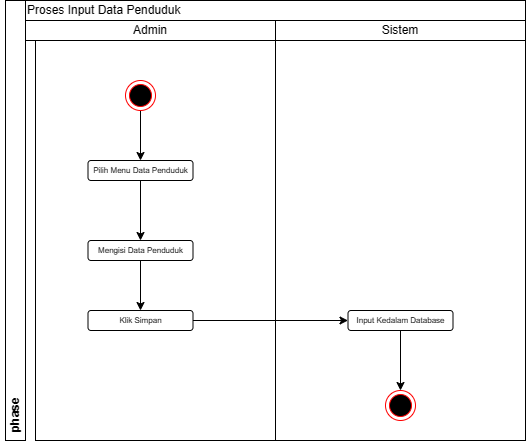 Proses Input Data Penduduk
Admin
Sistem
Pilih Menu Data Penduduk
Mengisi Data Penduduk
Klik Simpan
Input Kedalam Database
phase